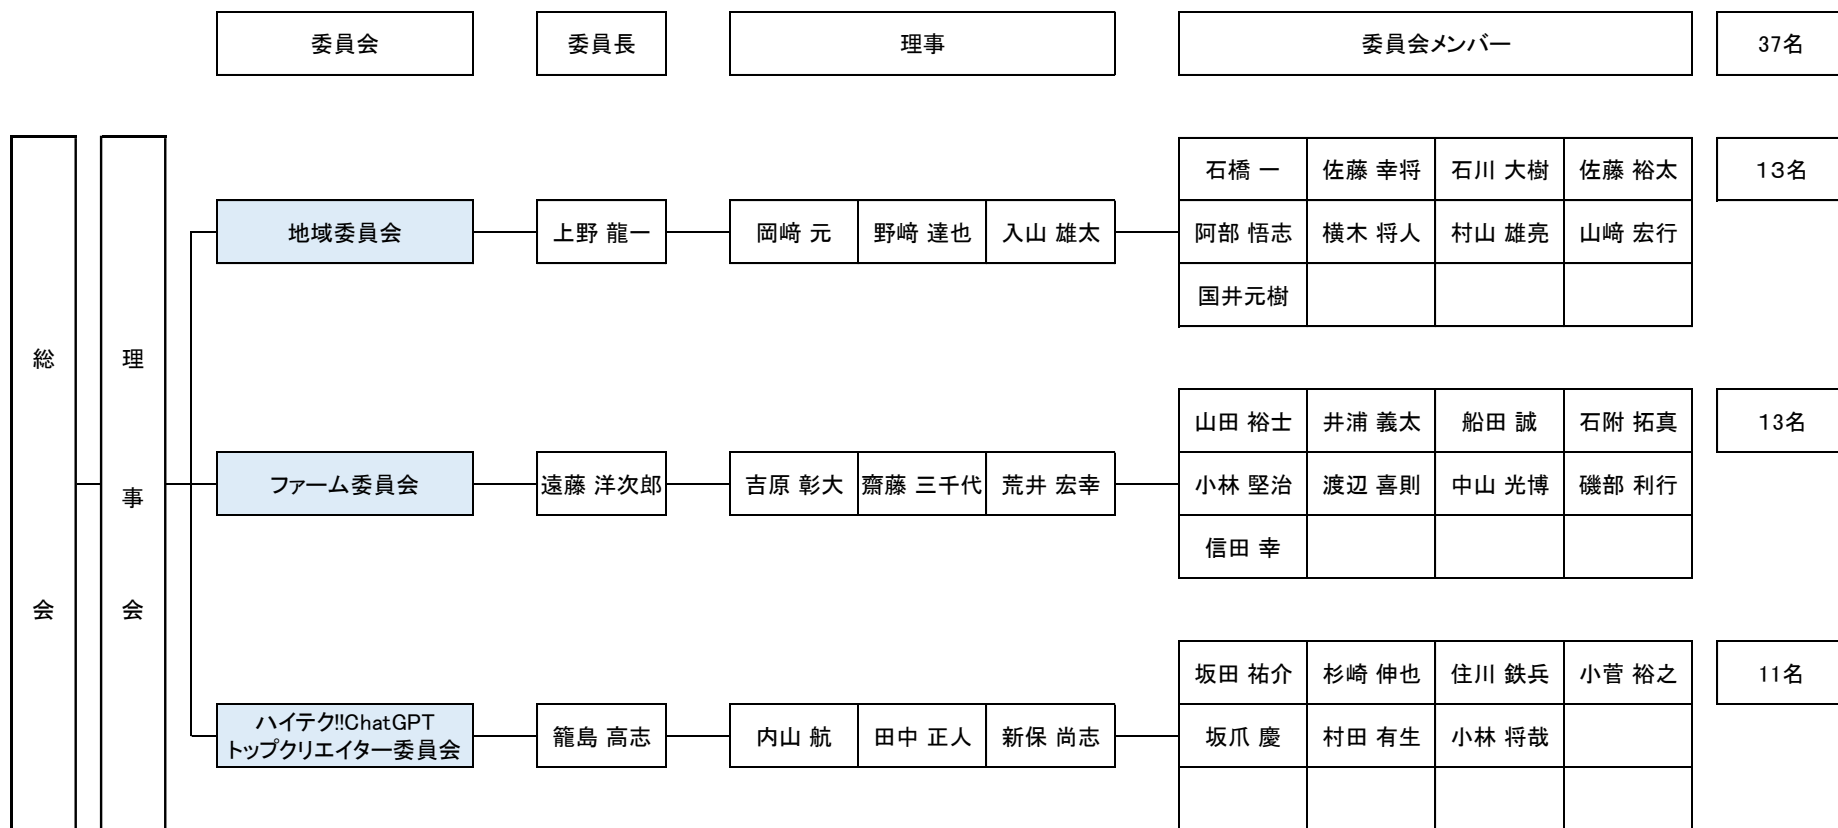 委員会 委員長 理事 委員会メンバー 37名
総会
理事会
石橋 一 佐藤 幸将 石川 大樹 佐藤 裕太 13名
地域委員会 上野 龍一 岡﨑 元 野﨑 達也 入山 雄太 阿部 悟志 横木 将人 村山 雄亮 山﨑 宏行
国井元樹
山田 裕士 井浦 義太 船田 誠 石附 拓真 13名
ファーム委員会 遠藤 洋次郎 吉原 彰大 齋藤 三千代 荒井 宏幸 小林 堅治 渡辺 喜則 中山 光博 磯部 利行
信田 幸
坂田 祐介 杉崎 伸也 住川 鉄兵 小菅 裕之 11名
ハイテク!!ChatGPT
トップクリエイター委員会 籠島 高志 内山 航 田中 正人 新保 尚志 坂爪 慶 村田 有生 小林 将哉